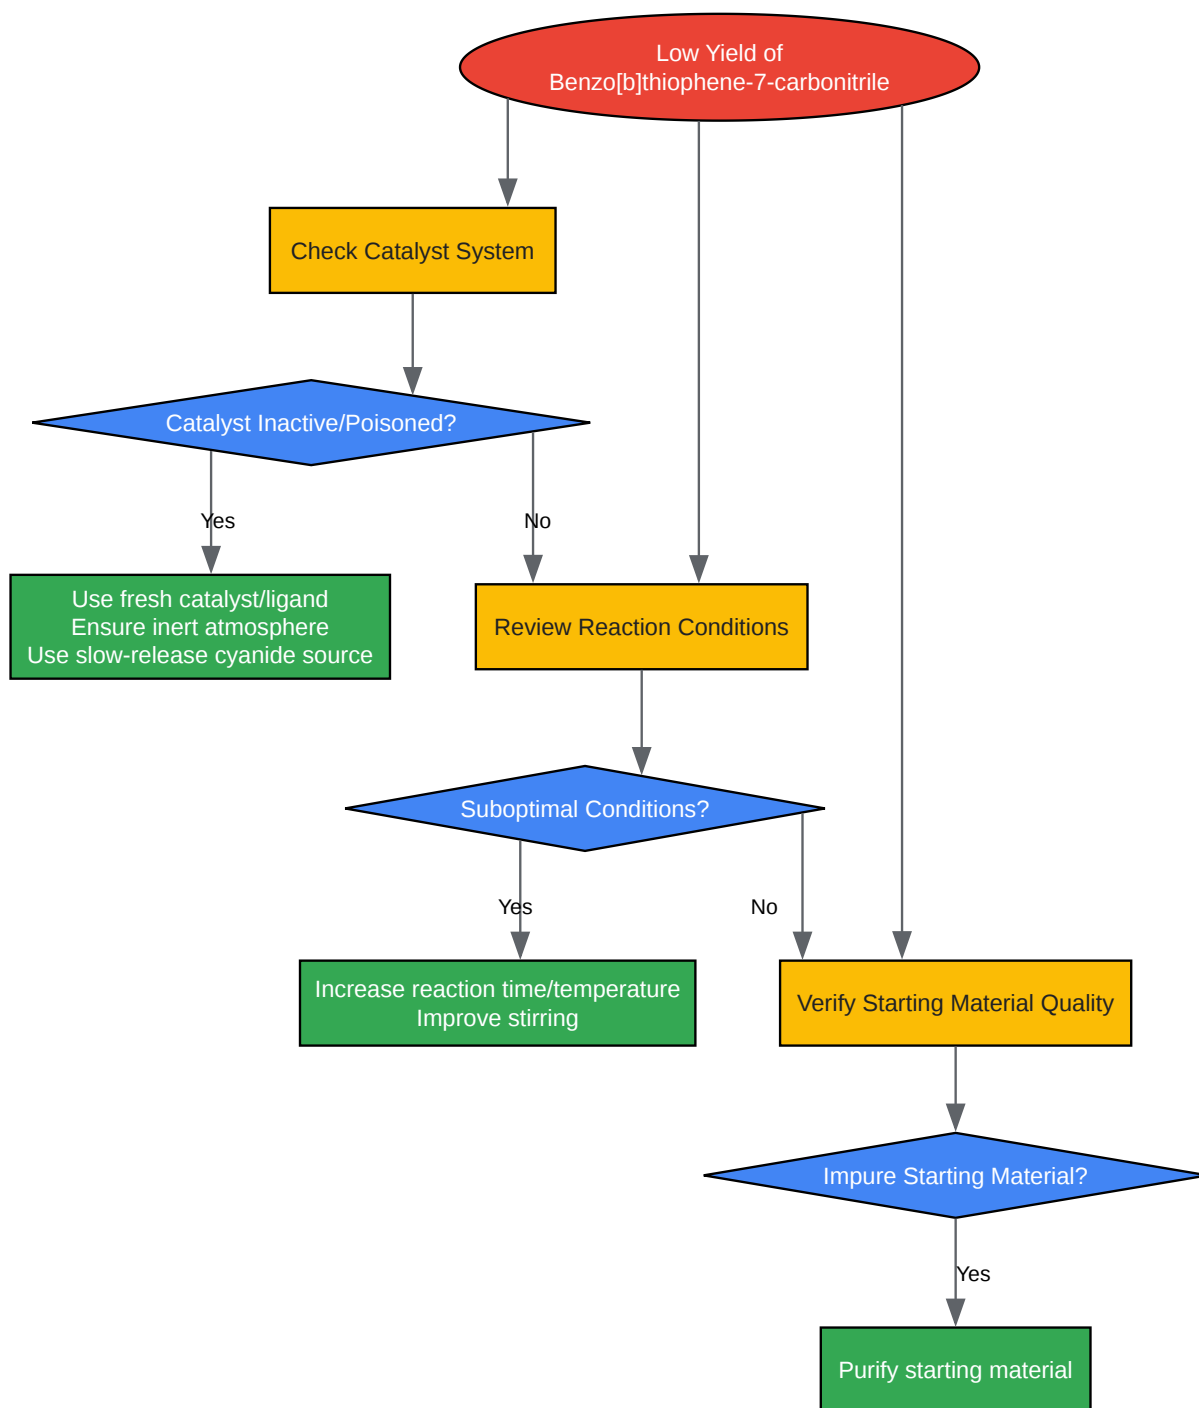 Low Yield of
Benzo[b]thiophene-7-carbonitrile
Check Catalyst System
Catalyst Inactive/Poisoned?
Yes
No
Use fresh catalyst/ligand
Ensure inert atmosphere
Use slow-release cyanide source
Review Reaction Conditions
Suboptimal Conditions?
Yes
No
Increase reaction time/temperature
Improve stirring
Verify Starting Material Quality
Impure Starting Material?
Yes
Purify starting material